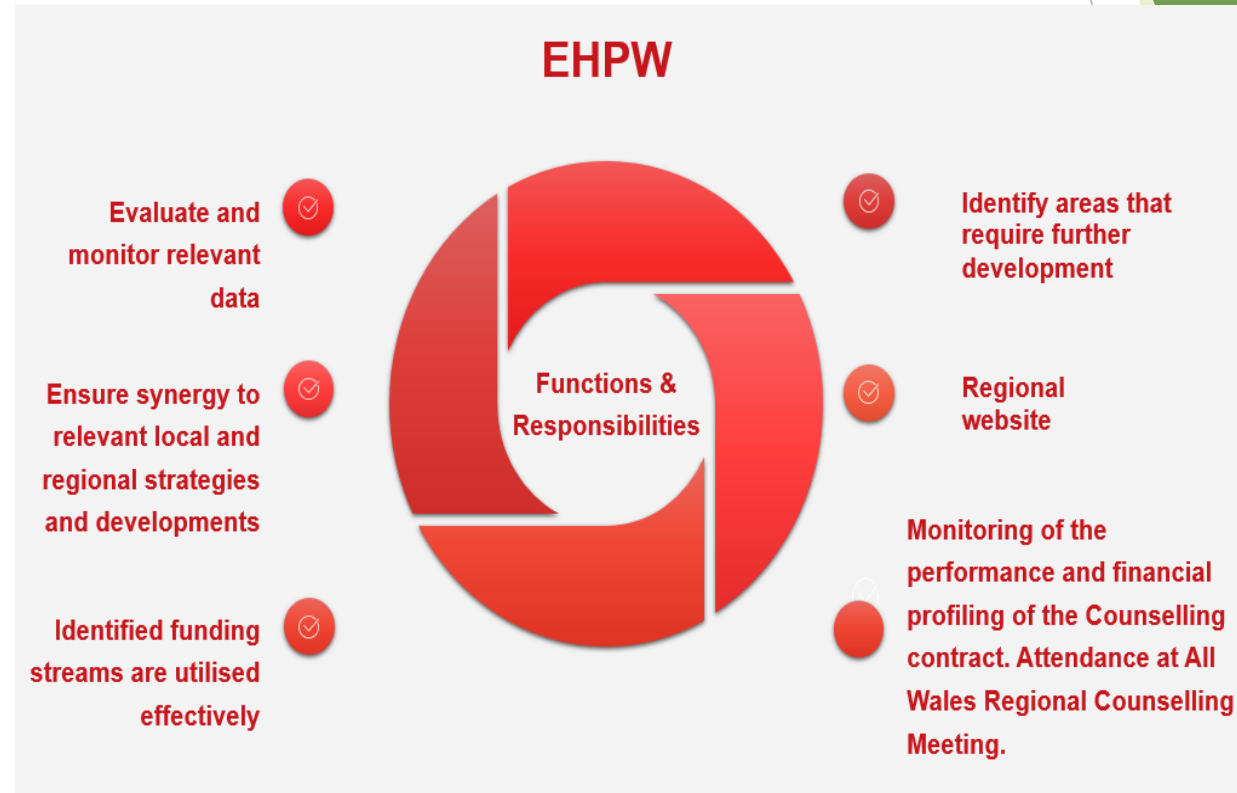 EHPW
Evaluate and
monitor relevant
data
Ensure synergy to
relevant local and
regional strategies
and developments
Identified funding
streams are utilised
effectively
Functions &
Responsibilities
Identify areas that
require further
development
Regional
website
Monitoring of the
performance and financial
profiling of the Counselling
contract. Attendance at All
Wales Regional Counselling
Meeting.